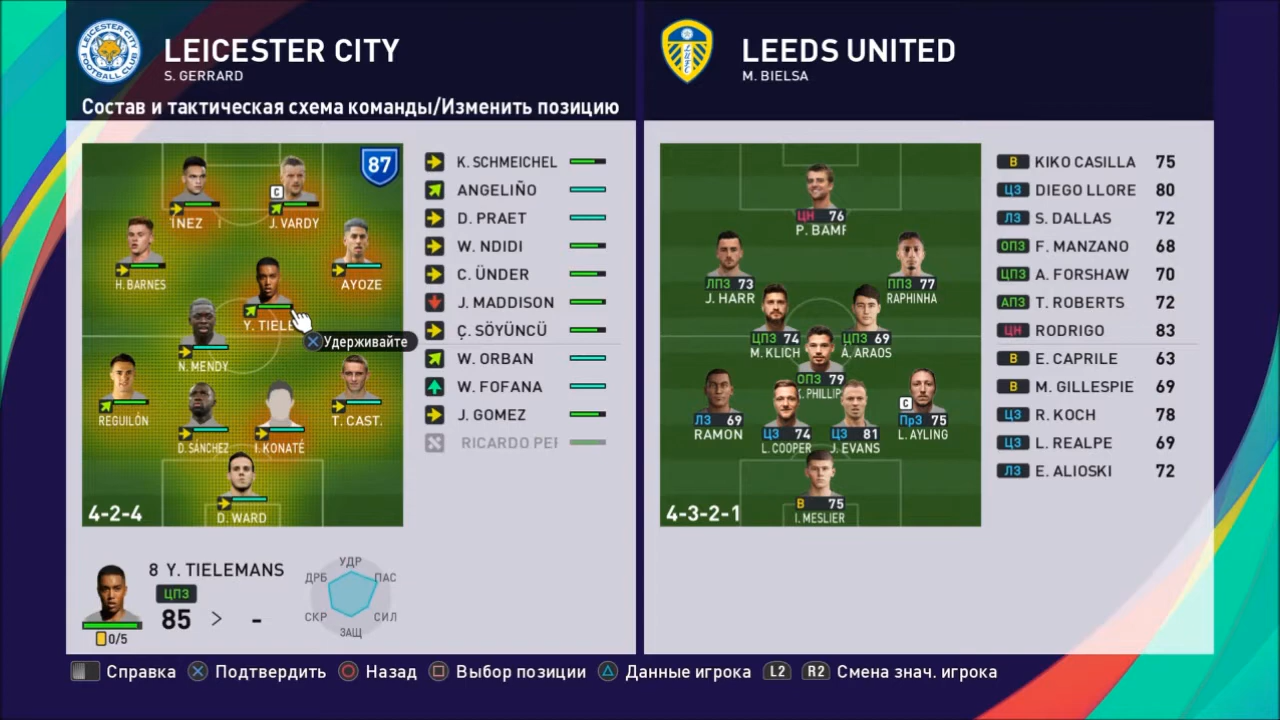 LEICESTER CITY
S. GERRARD
Состав и тактическая схема команды/Изменить позицию
87
INEZ
C
J. VARDY
H. BARNES
AYOZE
Y. TIELE
Удерживайте
N. MENDY
REGUILÓN
D. SÁNCHEZ
I. KONATÉ
T. CAST.
D. WARD
4-2-4
K. SCHMEICHEL
ANGELIÑO
D. PRAET
W. NDIDI
C. ÜNDER
J. MADDISON
Ç. SÖYÜNCÜ
W. ORBAN
W. FOFANA
J. GOMEZ
RICARDO PEI
8 Y. TIELEMANS
ЦПЗ
85 > -
0/5
УДР
ДРБ
ПАС
СКР
СИЛ
ЗАЩ
LEEDS UNITED
M. BIELSA
ЦН 76
P. BAMF
ЛПЗ 73
J. HARR
ППЗ 77
RAPHINHA
ЦПЗ 74
M. KLICH
ЦПЗ 69
A. ARAOS
ОПЗ 79
K. PHILLIP
ЛЗ 69
RAMON
ЦЗ 74
L. COOPER
ЦЗ 81
J. EVANS
C
ПрЗ 75
L. AYLING
В 75
I. MESLIER
4-3-2-1
В KIKO CASILLA 75
ЦЗ DIEGO LLORE 80
ЛЗ S. DALLAS 72
ОПЗ F. MANZANO 68
ЦПЗ A. FORSHAW 70
АПЗ T. ROBERTS 72
ЦН RODRIGO 83
В E. CAPRILE 63
В M. GILLESPIE 69
ЦЗ R. KOCH 78
ЦЗ L. REALPE 69
ЛЗ E. ALIOSKI 72
Справка Подтвердить Назад Выбор позиции Данные игрока L2 R2 Смена знач. игрока